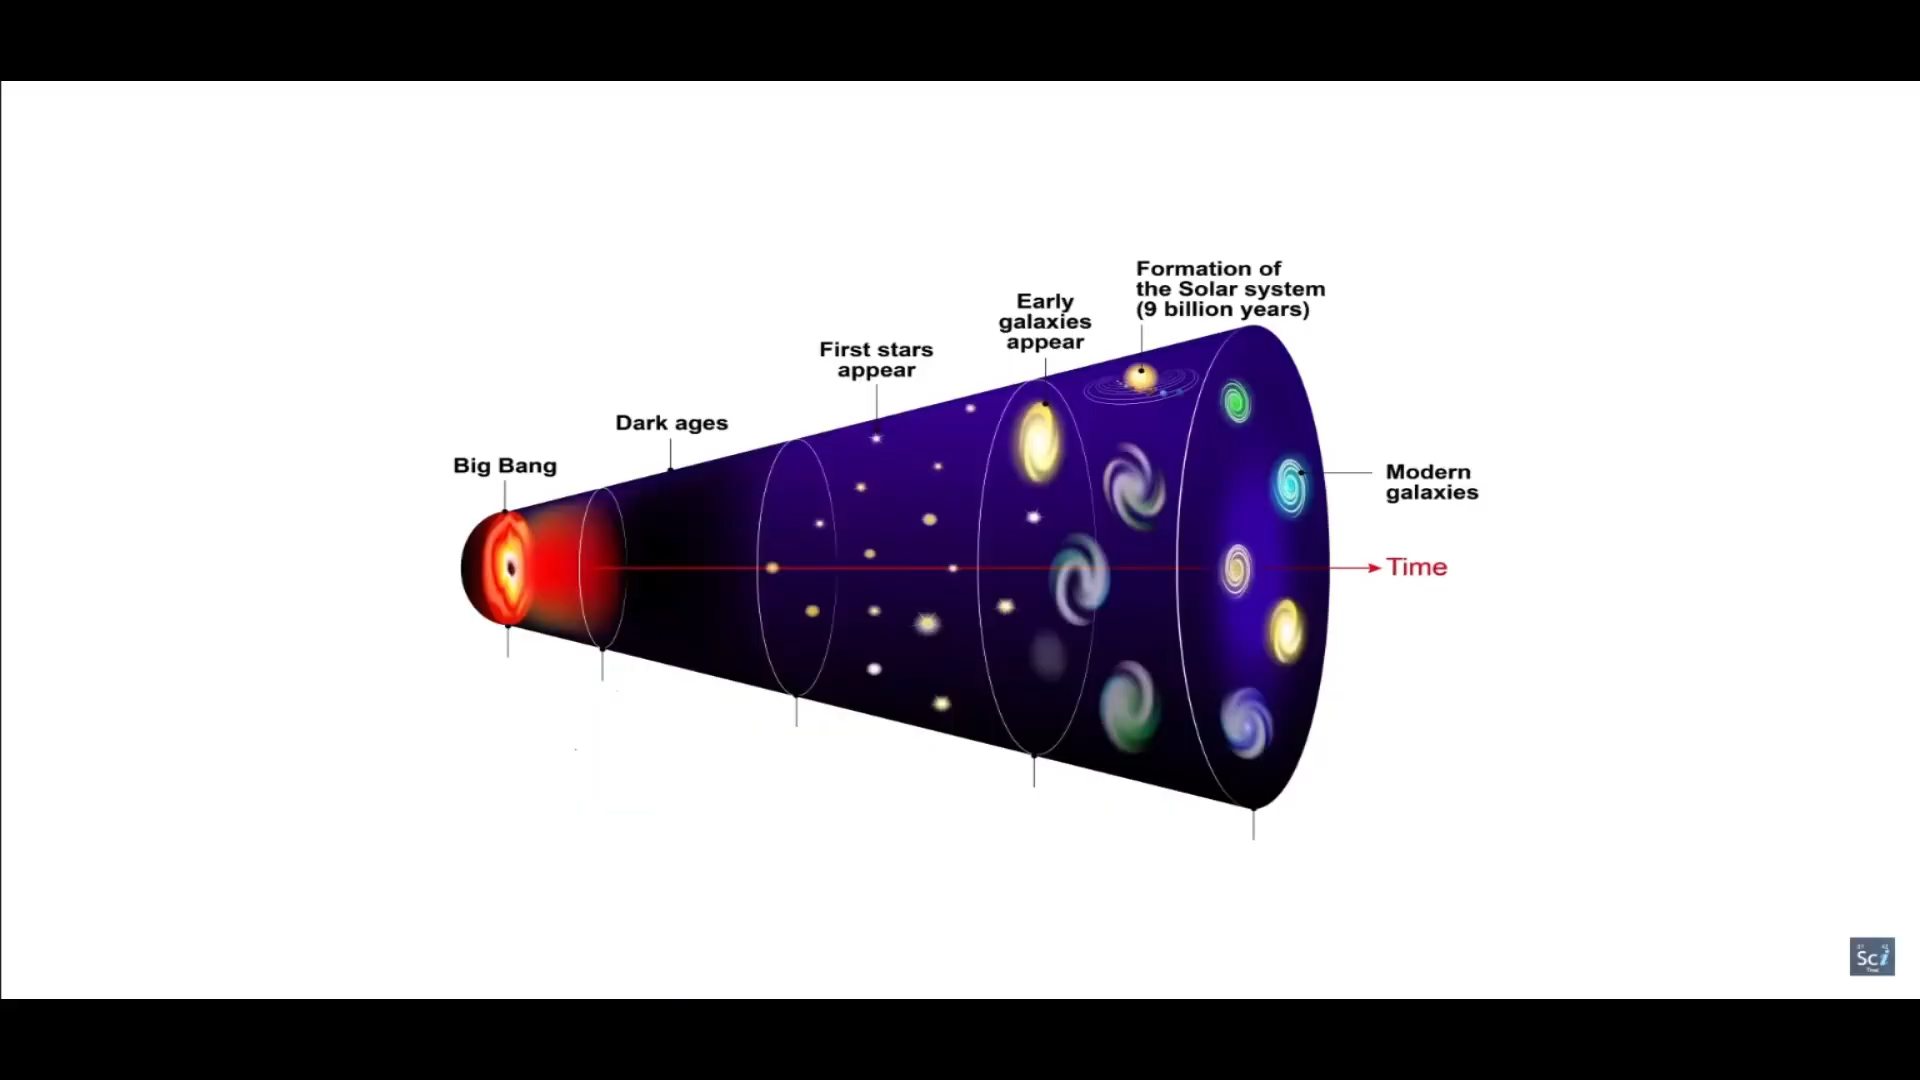 Formation of
the Solar system
(9 billion years)
Early
galaxies
appear
First stars
appear
Dark ages
Big Bang
Modern
galaxies
Time
Sci